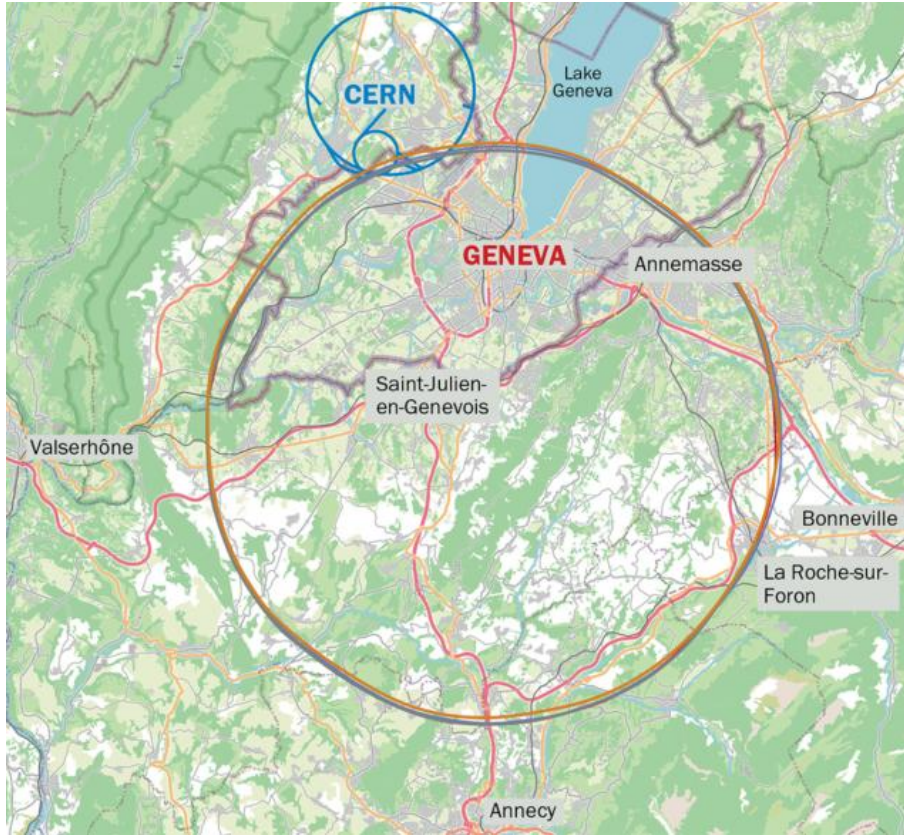 Lake
Geneva
CERN
GENEVA
Annemasse
Saint-Julien-
en-Genevois
Valserhône
Bonneville
La Roche-sur-
Foron
Annecy